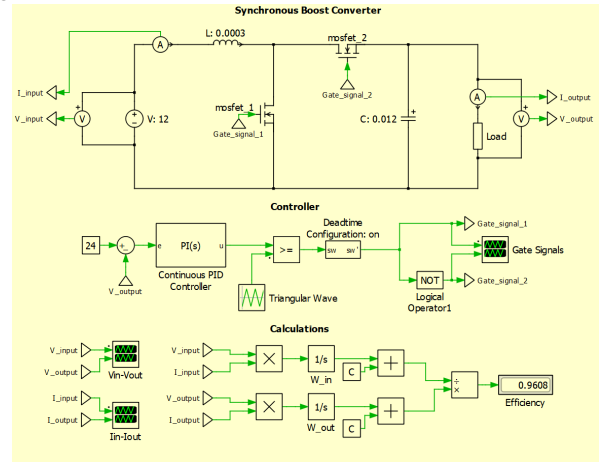 Synchronous Boost Converter
L: 0.0003
mosfet_2
A
I_input
V_input
V
V: 12
mosfet_1
Gate_signal_1
Gate_signal_2
C: 0.012
A
Load
V
I_output
V_output
Controller
24
V_output
e
PI(s)
u
Continuous PID
Controller
>=
Triangular Wave
Deadtime
Configuration: on
sw
sw'
Gate_signal_1
Gate Signals
NOT
Logical
Operator1
Gate_signal_2
Calculations
V_input
V_output
Vin-Vout
I_input
I_output
Iin-Iout
V_input
I_input
×
1/s
W_in
C
+
V_output
I_output
×
1/s
W_out
C
+
÷
×
0.9608
Efficiency